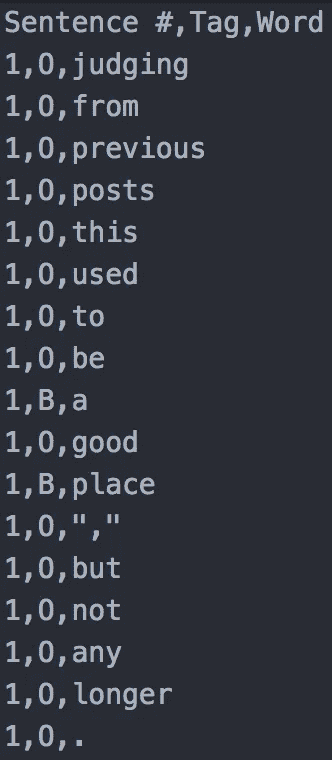 Sentence #,Tag,Word
1,O,judging
1,O,from
1,O,previous
1,O,posts
1,O,this
1,O,used
1,O,to
1,O,be
1,B,a
1,O,good
1,B,place
1,O,","
1,O,but
1,O,not
1,O,any
1,O,longer
1,O,.